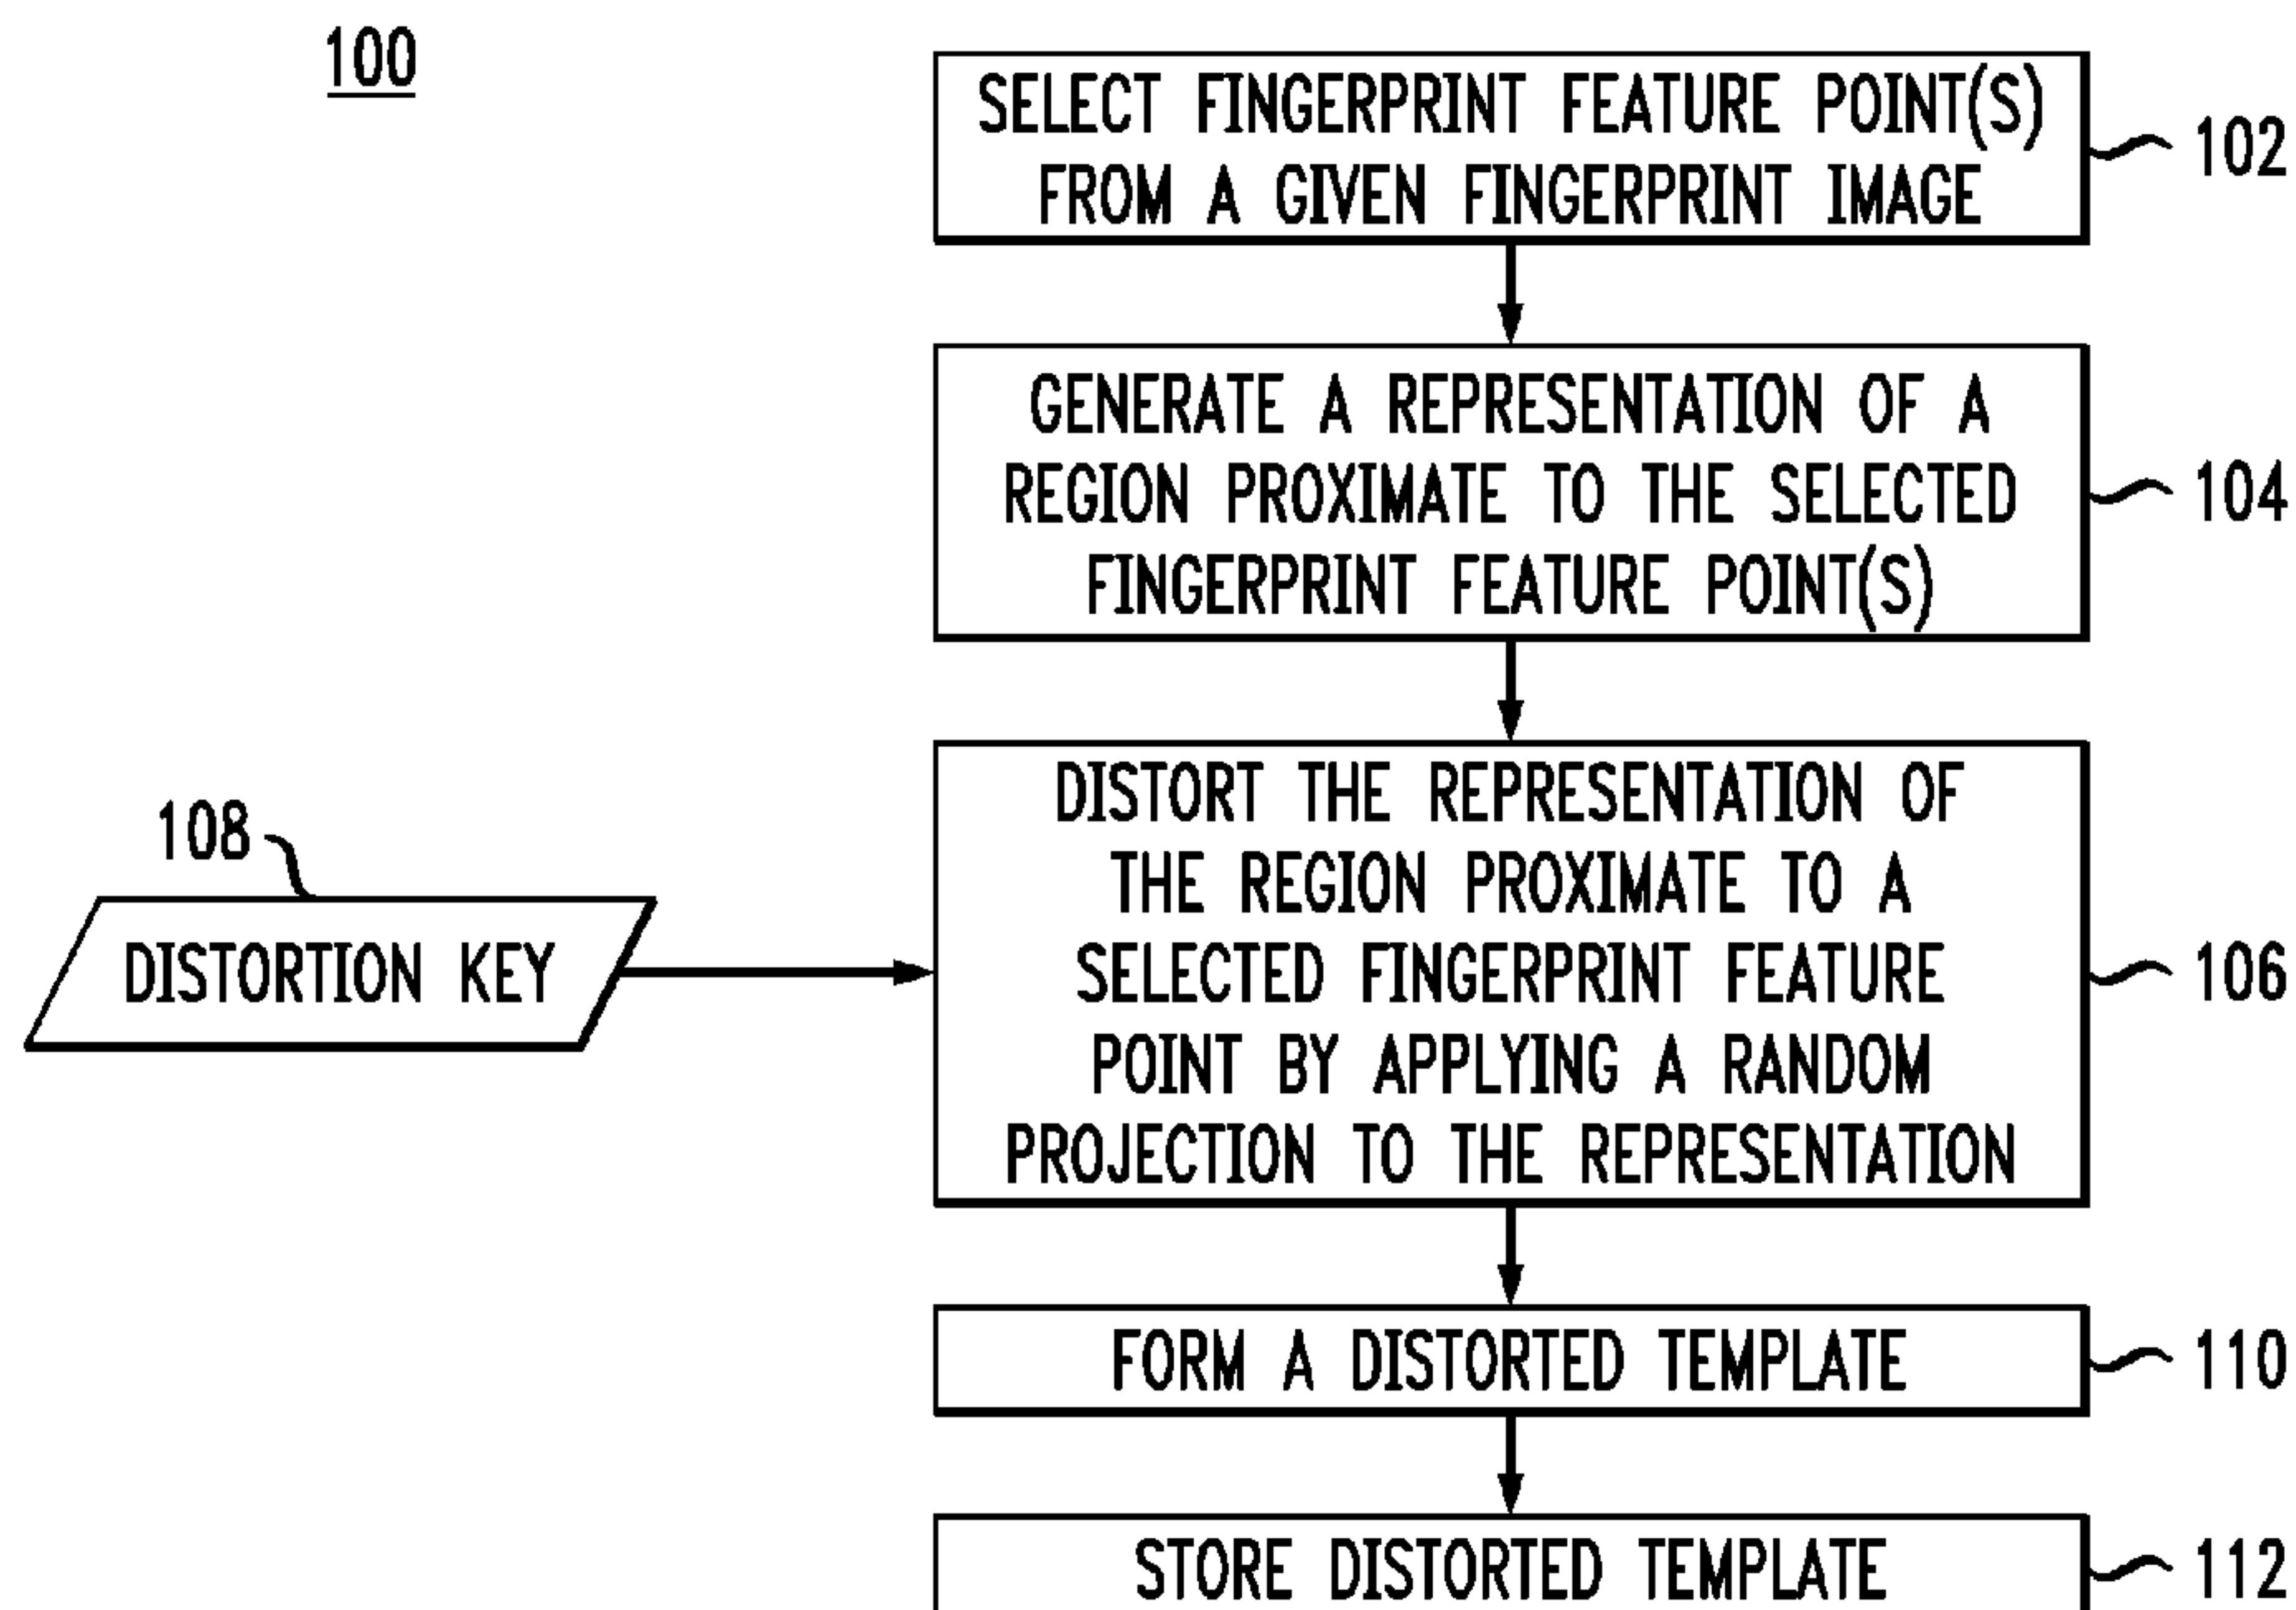 100
SELECT FINGERPRINT FEATURE POINT(S)
FROM A GIVEN FINGERPRINT IMAGE
102
GENERATE A REPRESENTATION OF A
REGION PROXIMATE TO THE SELECTED
FINGERPRINT FEATURE POINT(S)
104
108
DISTORTION KEY
DISTORT THE REPRESENTATION OF
THE REGION PROXIMATE TO A
SELECTED FINGERPRINT FEATURE
POINT BY APPLYING A RANDOM
PROJECTION TO THE REPRESENTATION
106
FORM A DISTORTED TEMPLATE
110
STORE DISTORTED TEMPLATE
112